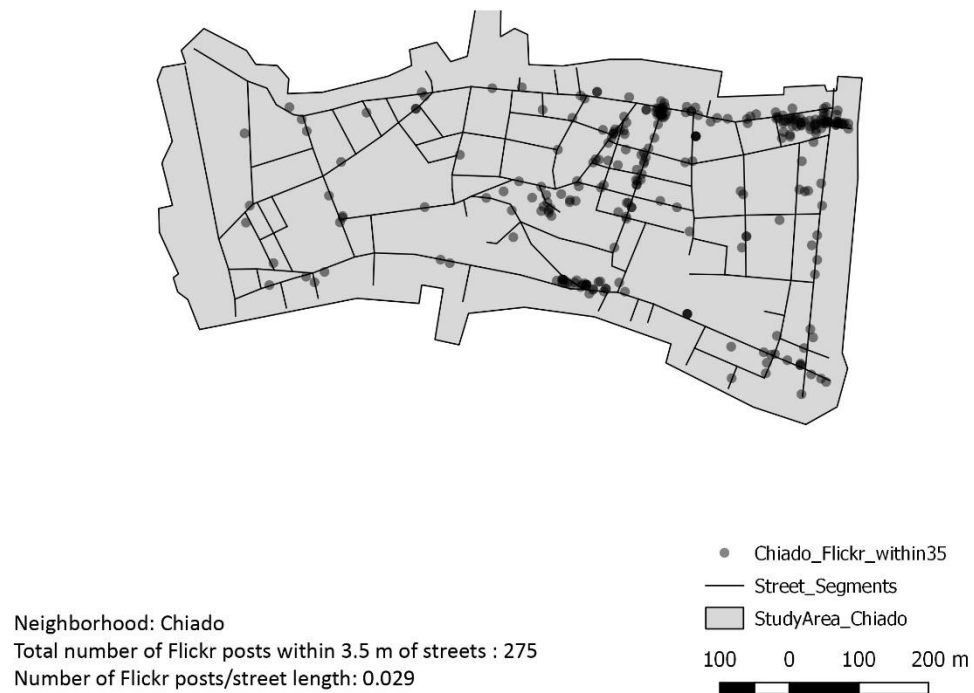 Chiado_Flickr_within35
Street_Segments
StudyArea_Chiado
100 0 100 200 m
Neighborhood: Chiado
Total number of Flickr posts within 3.5 m of streets : 275
Number of Flickr posts/street length: 0.029